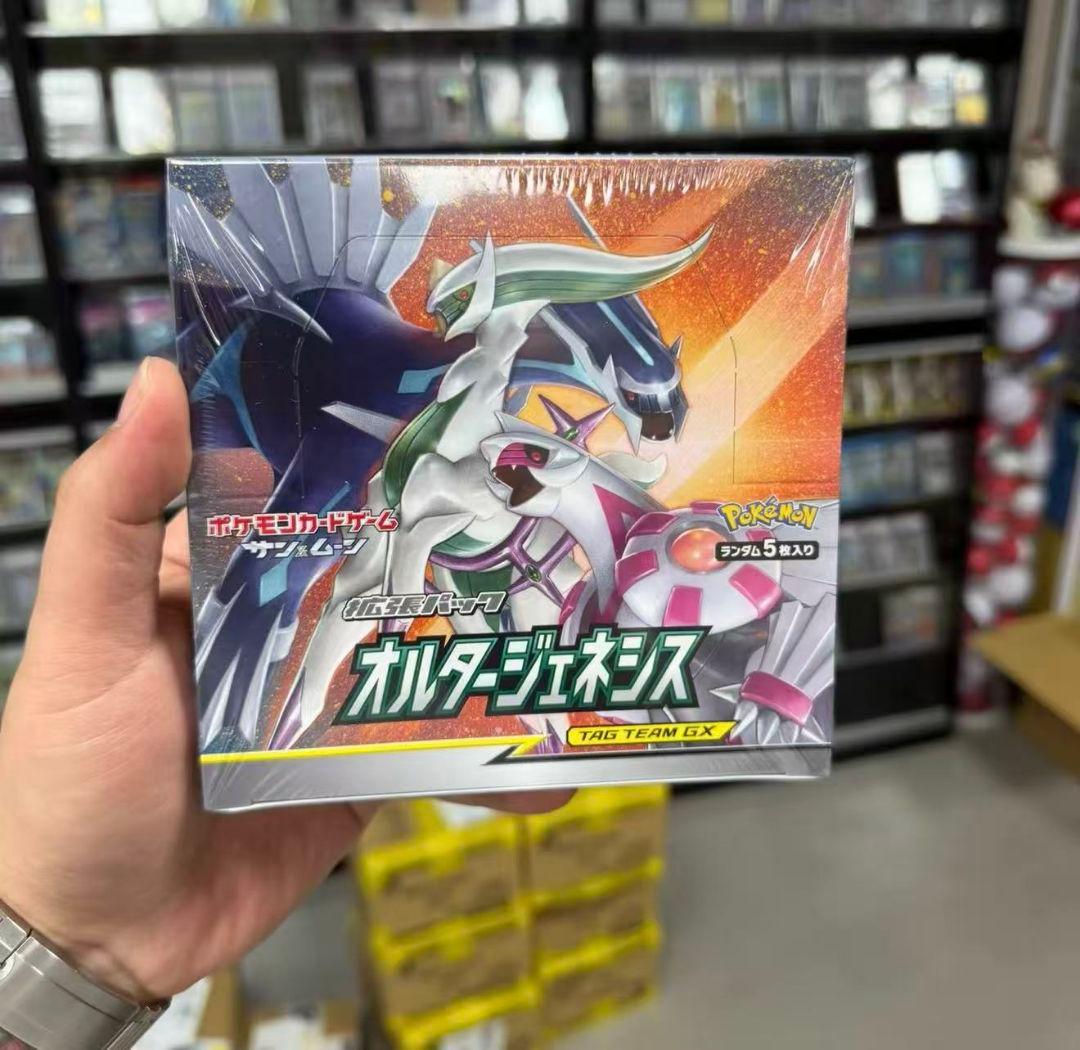 ポケモンカードゲーム
サン&ムーン
POKéMON
ランダム5枚入り
拡張パック
オルタージェネシス
TAG TEAM GX